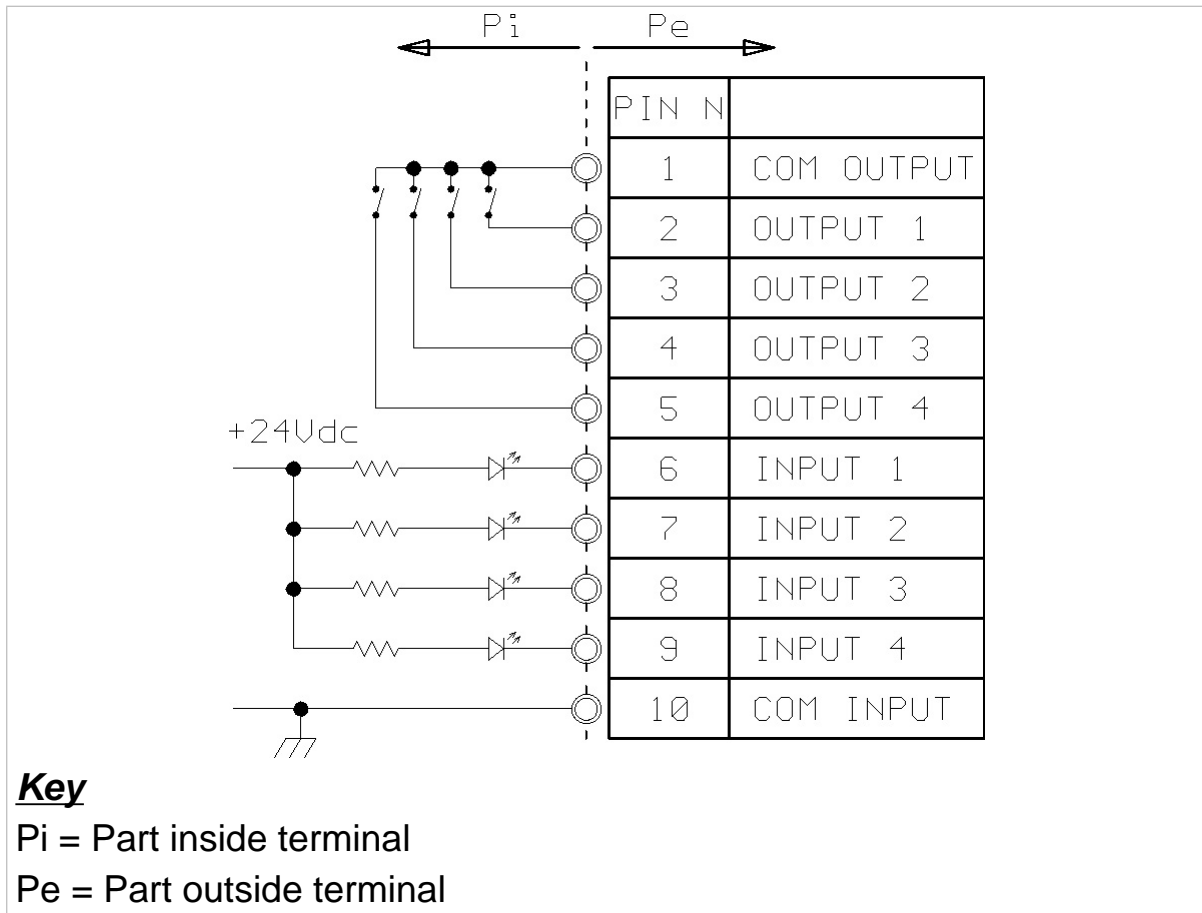 Pi Pe
PIN N
1 COM OUTPUT
2 OUTPUT 1
3 OUTPUT 2
4 OUTPUT 3
5 OUTPUT 4
+24Vdc
6 INPUT 1
7 INPUT 2
8 INPUT 3
9 INPUT 4
10 COM INPUT
Key
Pi = Part inside terminal
Pe = Part outside terminal